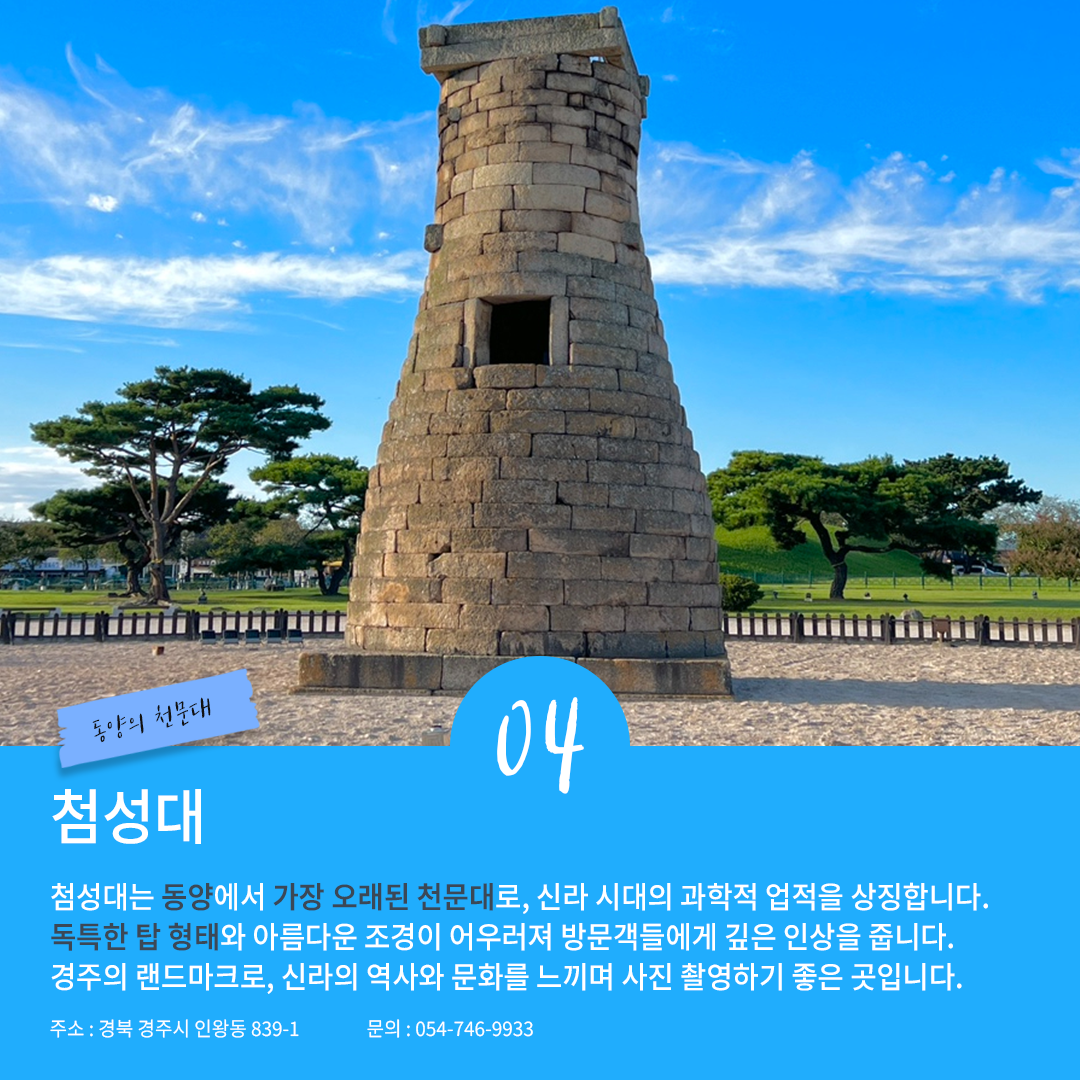 동양의 천문대
04
첨성대
첨성대는 동양에서 가장 오래된 천문대로, 신라 시대의 과학적 업적을 상징합니다.
독특한 탑 형태와 아름다운 조경이 어우러져 방문객들에게 깊은 인상을 줍니다.
경주의 랜드마크로, 신라의 역사와 문화를 느끼며 사진 촬영하기 좋은 곳입니다.
주소 : 경북 경주시 인왕동 839-1 문의 : 054-746-9933